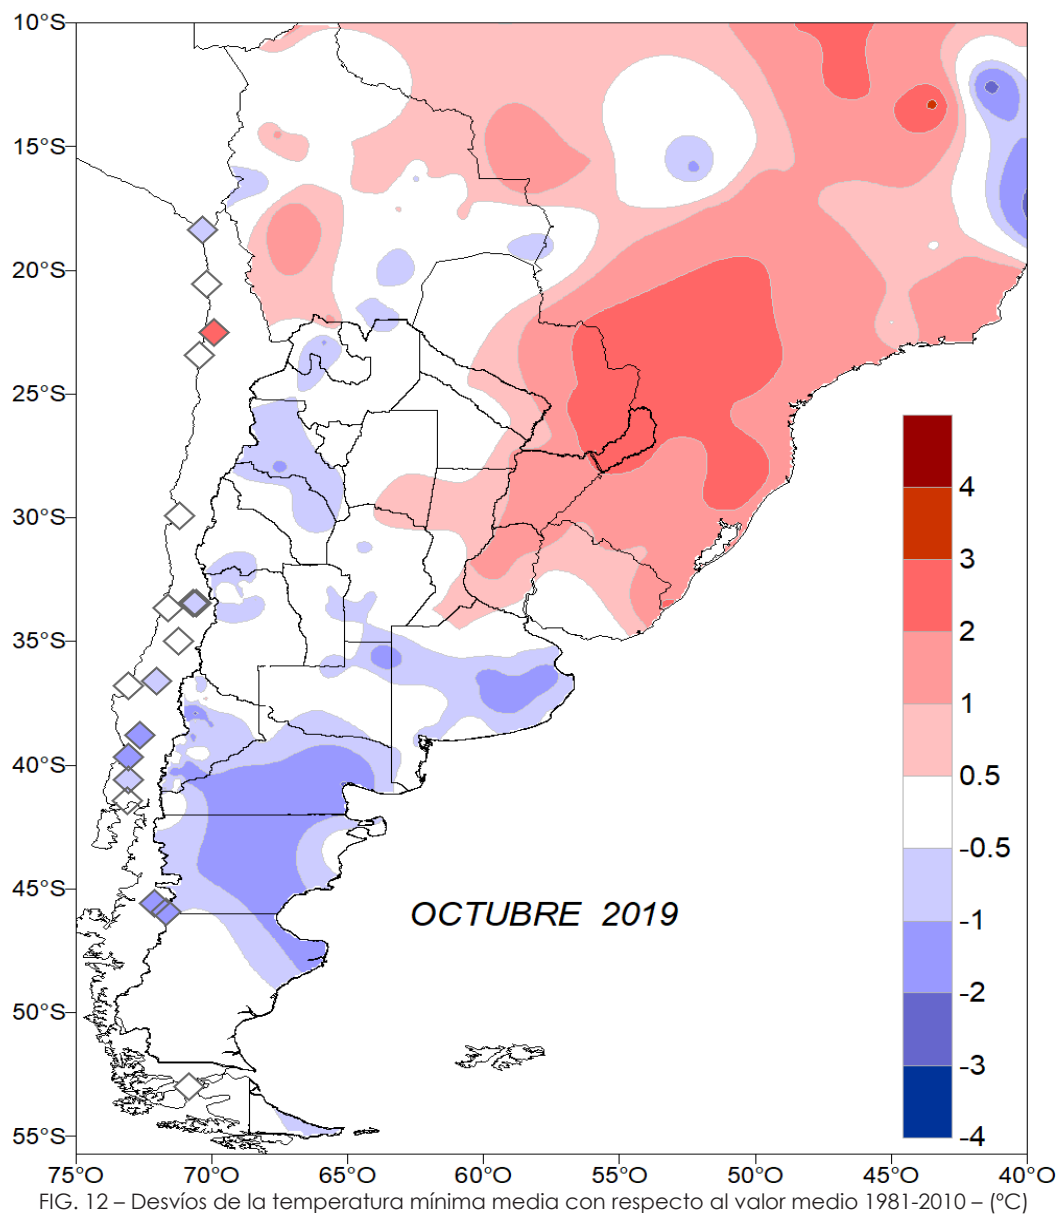 10°S
15°S
20°S
25°S
30°S
35°S
40°S
45°S
50°S
55°S
4
3
2
1
0.5
-0.5
-1
-2
-3
-4
OCTUBRE 2019
75°O 70°O 65°O 60°O 55°O 50°O 45°O 40°O
FIG. 12 – Desvíos de la temperatura mínima media con respecto al valor medio 1981-2010 – (°C)